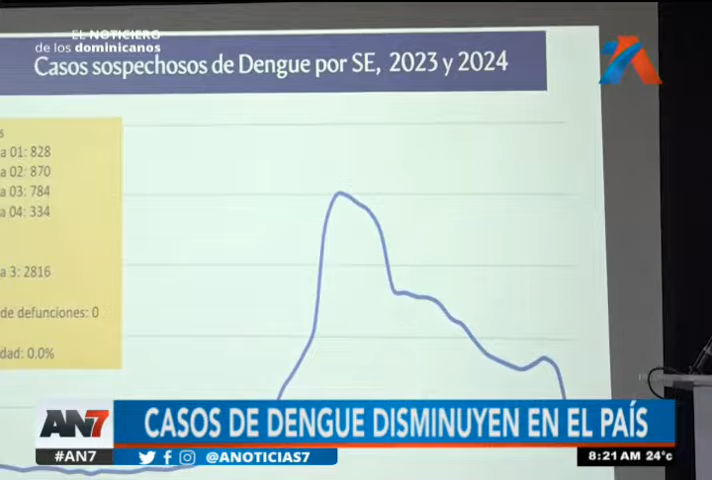 EL NOTICIERO
de los dominicanos
Casos sospechosos de Dengue por SE, 2023 y 2024
s
a 01: 828
a 02: 870
a 03: 784
a 04: 334
a 3: 2816
de defunciones: 0
dad: 0.0%
AN7
CASOS DE DENGUE DISMINUYEN EN EL PAÍS
#AN7
@ANOTICIAS7
8:21 AM 24°c